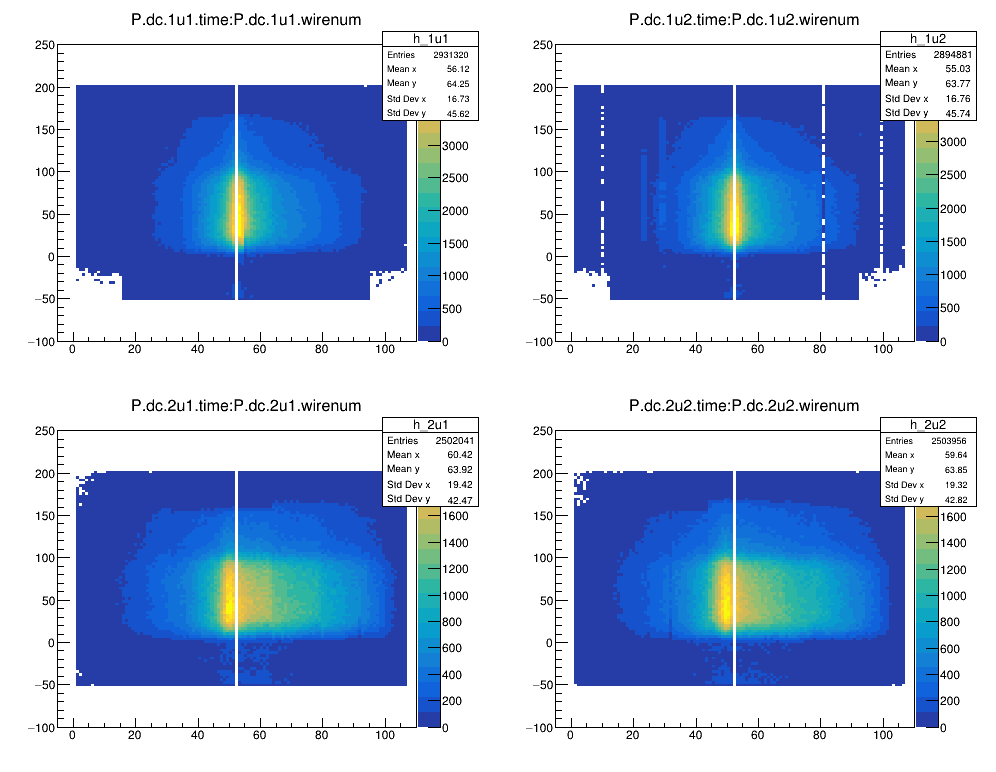 P.dc.1u1.time:P.dc.1u1.wirenum
h_1u1
Entries 2931320
Mean x 56.12
Mean y 64.25
Std Dev x 16.73
Std Dev y 45.62
250
200
150
100
50
0
−50
−100
0 20 40 60 80 100
3000
2500
2000
1500
1000
500
0
P.dc.1u2.time:P.dc.1u2.wirenum
h_1u2
Entries 2894881
Mean x 55.03
Mean y 63.77
Std Dev x 16.76
Std Dev y 45.74
250
200
150
100
50
0
−50
−100
0 20 40 60 80 100
3000
2500
2000
1500
1000
500
0
P.dc.2u1.time:P.dc.2u1.wirenum
h_2u1
Entries 2502041
Mean x 60.42
Mean y 63.92
Std Dev x 19.42
Std Dev y 42.47
250
200
150
100
50
0
−50
−100
0 20 40 60 80 100
1600
1400
1200
1000
800
600
400
200
0
P.dc.2u2.time:P.dc.2u2.wirenum
h_2u2
Entries 2503956
Mean x 59.64
Mean y 63.85
Std Dev x 19.32
Std Dev y 42.82
250
200
150
100
50
0
−50
−100
0 20 40 60 80 100
1600
1400
1200
1000
800
600
400
200
0